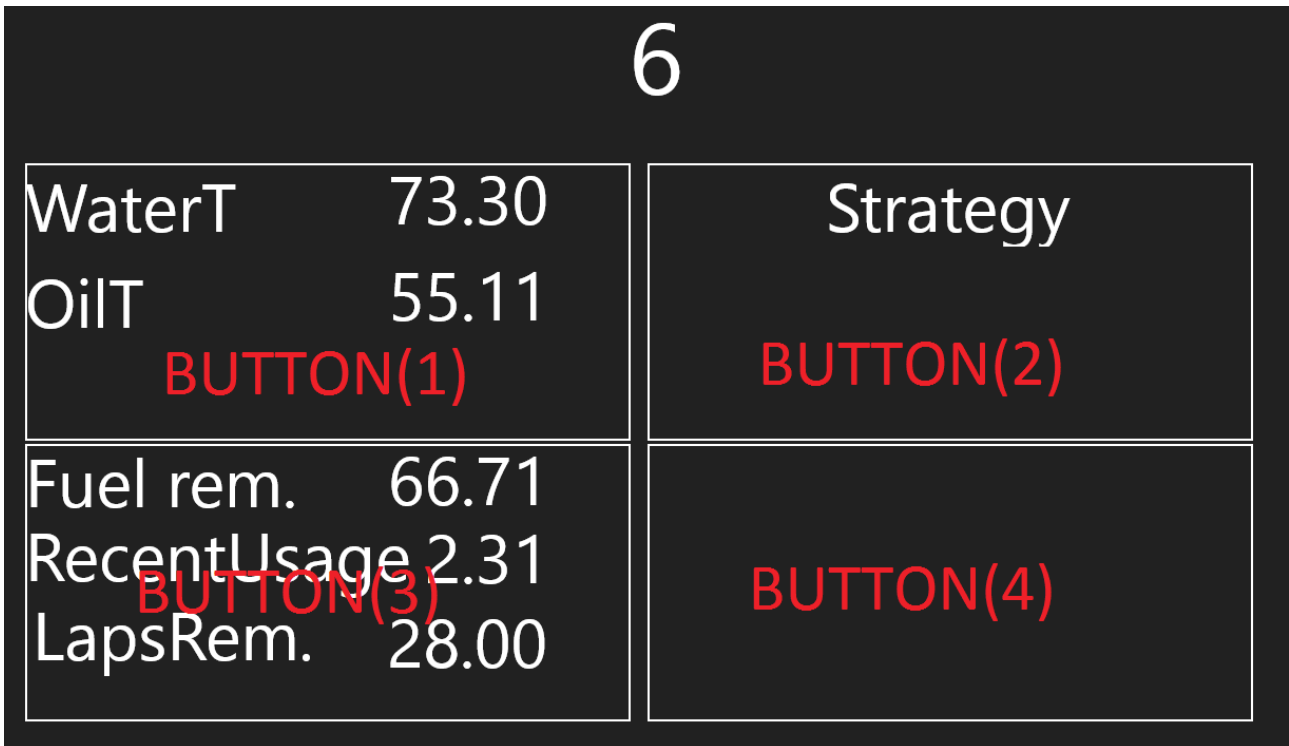 6
WaterT 73.30
OilT 55.11
BUTTON(1)
Strategy
BUTTON(2)
Fuel rem. 66.71
RecentUsage 2.31
BUTTON(3)
LapsRem. 28.00
BUTTON(4)